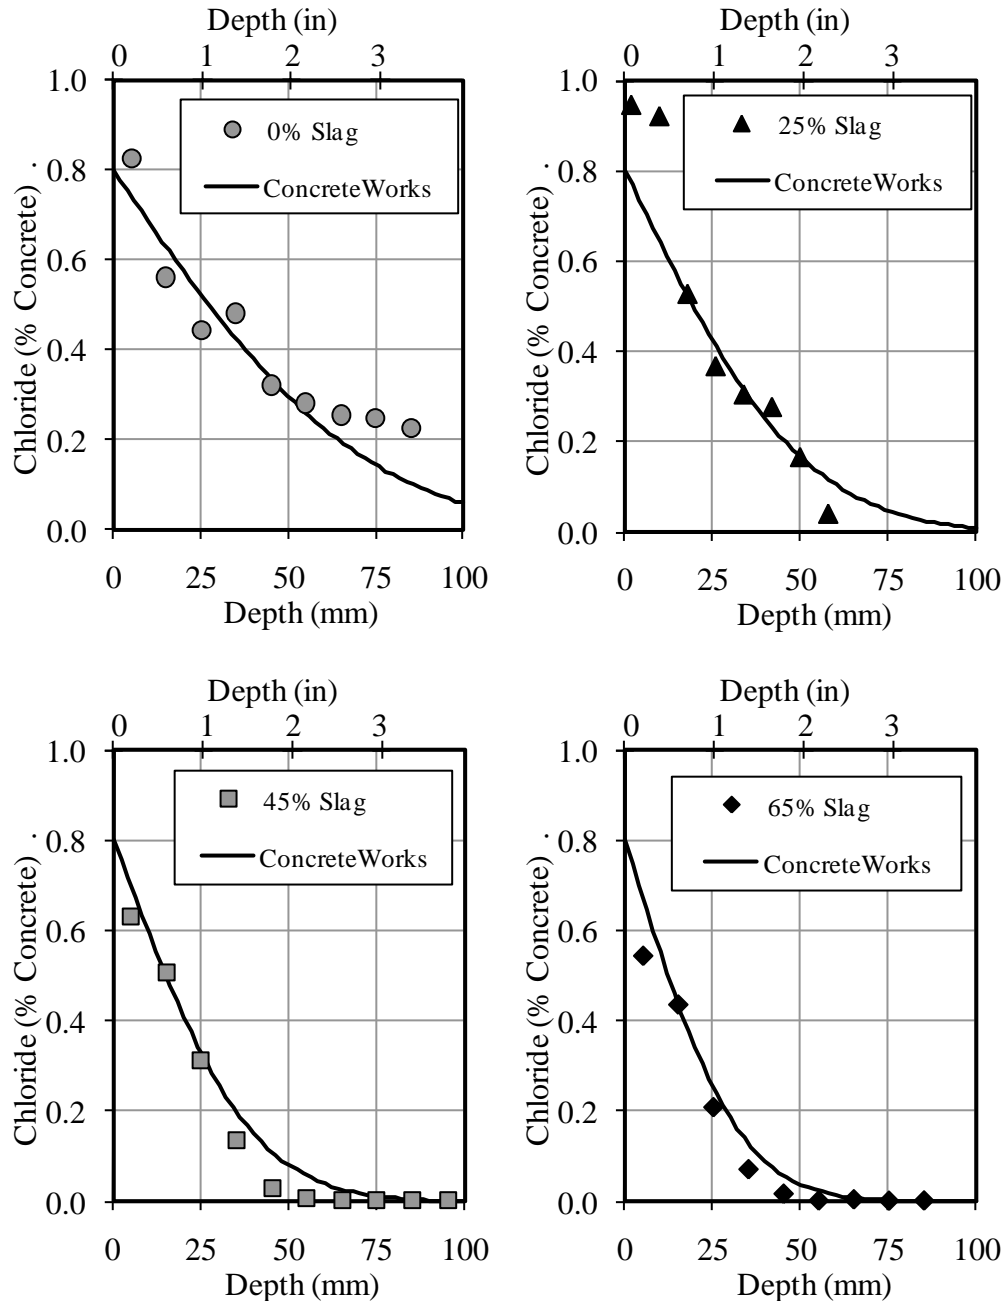 Depth (in)
0 1 2 3
1.0
0.8
0.6
0.4
0.2
0.0
Chloride (% Concrete) .
0% Slag
ConcreteWorks
0 25 50 75 100
Depth (mm)
Depth (in)
0 1 2 3
1.0
0.8
0.6
0.4
0.2
0.0
Chloride (% Concrete) .
25% Slag
ConcreteWorks
0 25 50 75 100
Depth (mm)
Depth (in)
0 1 2 3
1.0
0.8
0.6
0.4
0.2
0.0
Chloride (% Concrete) .
45% Slag
ConcreteWorks
0 25 50 75 100
Depth (mm)
Depth (in)
0 1 2 3
1.0
0.8
0.6
0.4
0.2
0.0
Chloride (% Concrete) .
65% Slag
ConcreteWorks
0 25 50 75 100
Depth (mm)